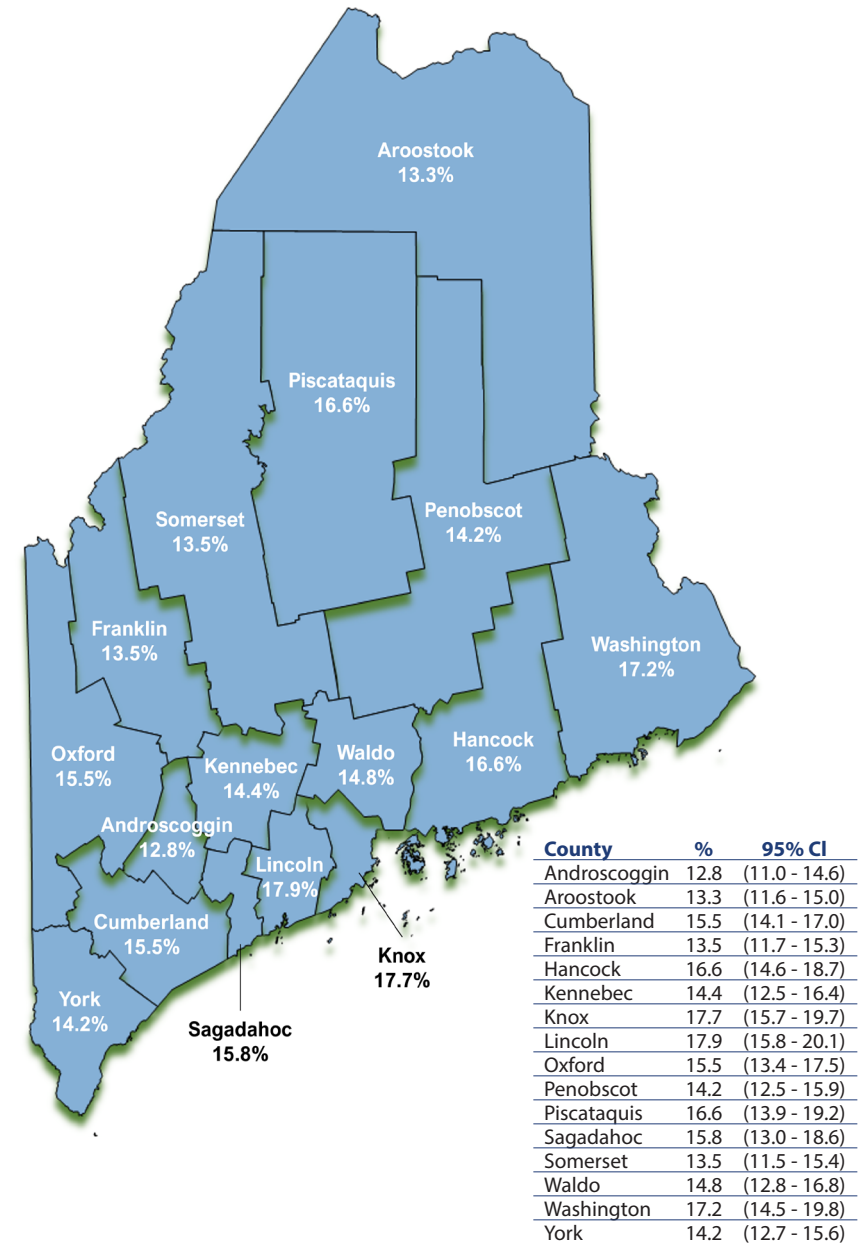 Aroostook
13.3%
Piscataquis
16.6%
Somerset
13.5%
Penobscot
14.2%
Franklin
13.5%
Washington
17.2%
Oxford
15.5%
Kennebec
14.4%
Waldo
14.8%
Hancock
16.6%
Androscoggin
12.8%
Lincoln
17.9%
Cumberland
15.5%
Knox
17.7%
York
14.2%
Sagadahoc
15.8%
County % 95% Cl
Androscoggin 12.8 (11.0 - 14.6)
Aroostook 13.3 (11.6 - 15.0)
Cumberland 15.5 (14.1 - 17.0)
Franklin 13.5 (11.7 - 15.3)
Hancock 16.6 (14.6 - 18.7)
Kennebec 14.4 (12.5 - 16.4)
Knox 17.7 (15.7 - 19.7)
Lincoln 17.9 (15.8 - 20.1)
Oxford 15.5 (13.4 - 17.5)
Penobscot 14.2 (12.5 - 15.9)
Piscataquis 16.6 (13.9 - 19.2)
Sagadahoc 15.8 (13.0 - 18.6)
Somerset 13.5 (11.5 - 15.4)
Waldo 14.8 (12.8 - 16.8)
Washington 17.2 (14.5 - 19.8)
York 14.2 (12.7 - 15.6)